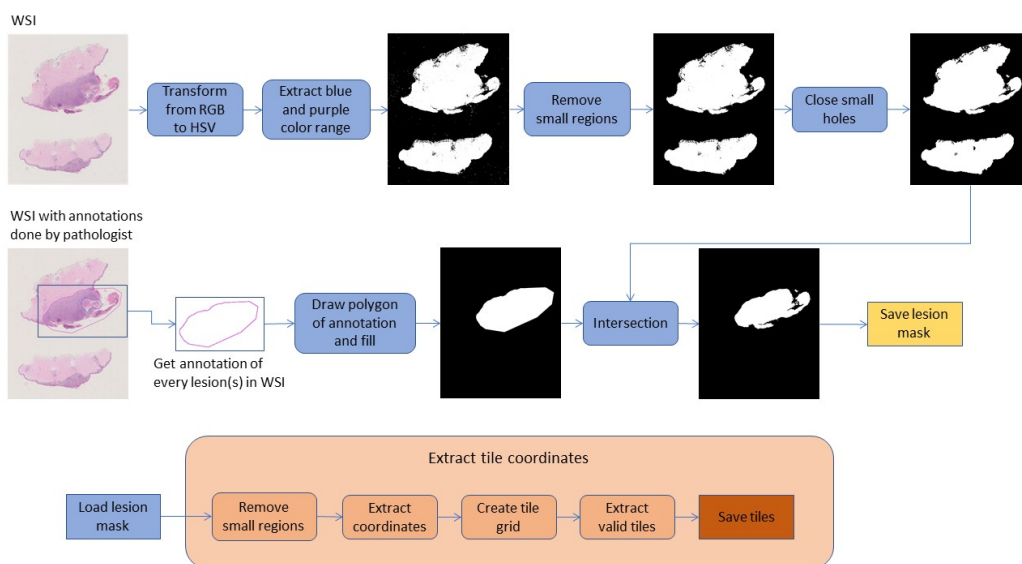 WSI
Transform
from RGB
to HSV
Extract blue
and purple
color range
Remove
small regions
Close small
holes
WSI with annotations
done by pathologist
Get annotation of
every lesion(s) in WSI
Draw polygon
of annotation
and fill
Intersection
Save lesion
mask
Extract tile coordinates
Load lesion
mask
Remove
small regions
Extract
coordinates
Create tile
grid
Extract
valid tiles
Save tiles